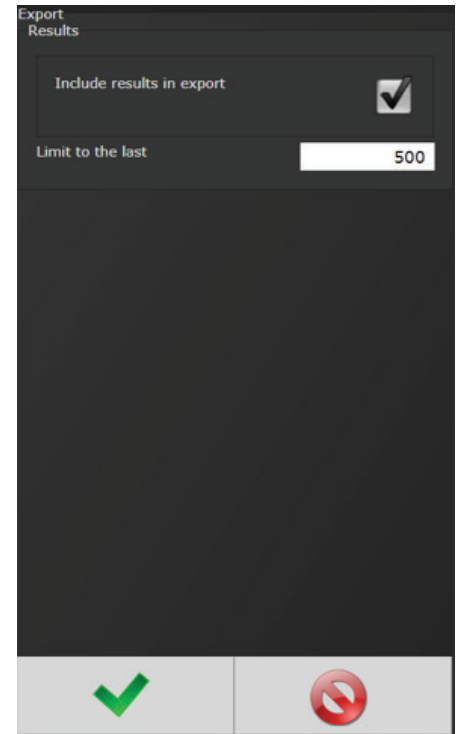 Export
Results
Include results in export
Limit to the last
500